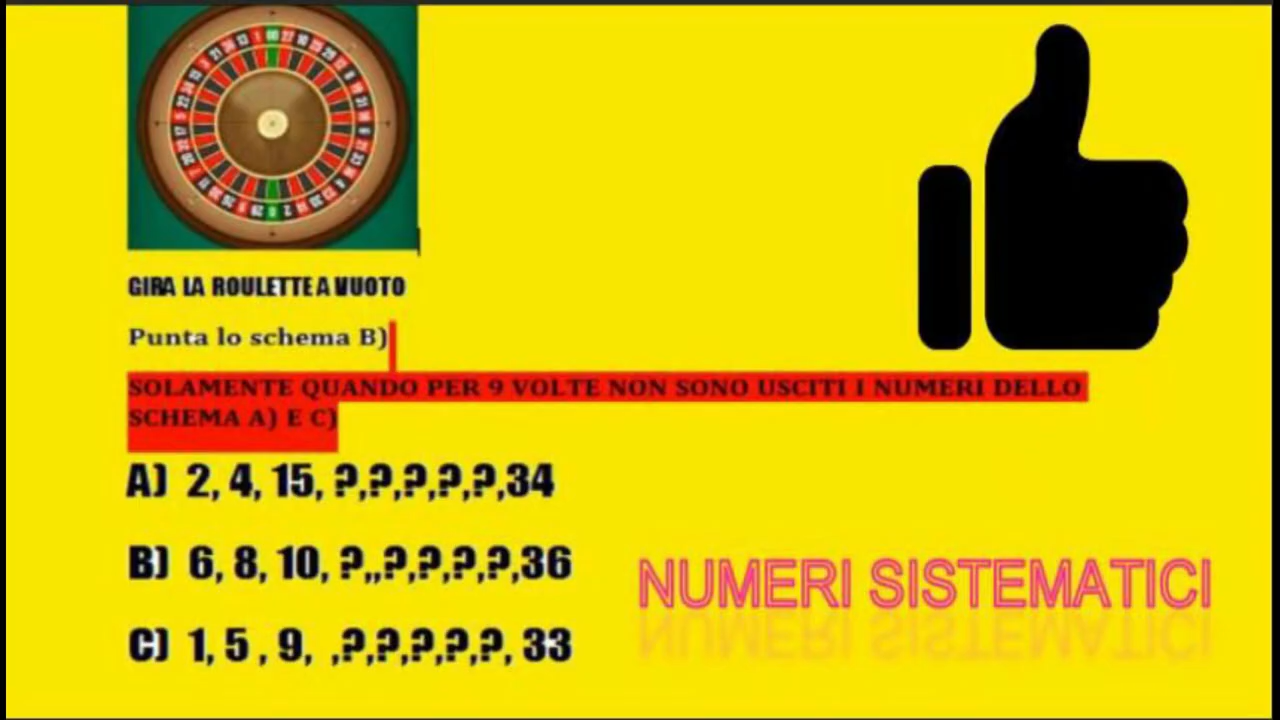 GIRA LA ROULETTE A VUOTO
Punta lo schema B)
SOLAMENTE QUANDO PER 9 VOLTE NON SONO USCITI I NUMERI DELLO
SCHEMA A) E C)
A) 2, 4, 15, ?,?,?,?,?,34
B) 6, 8, 10, ?,,?,?,?,?,36
C) 1, 5 , 9, ,?,?,?,?,?, 33
NUMERI SISTEMATICI